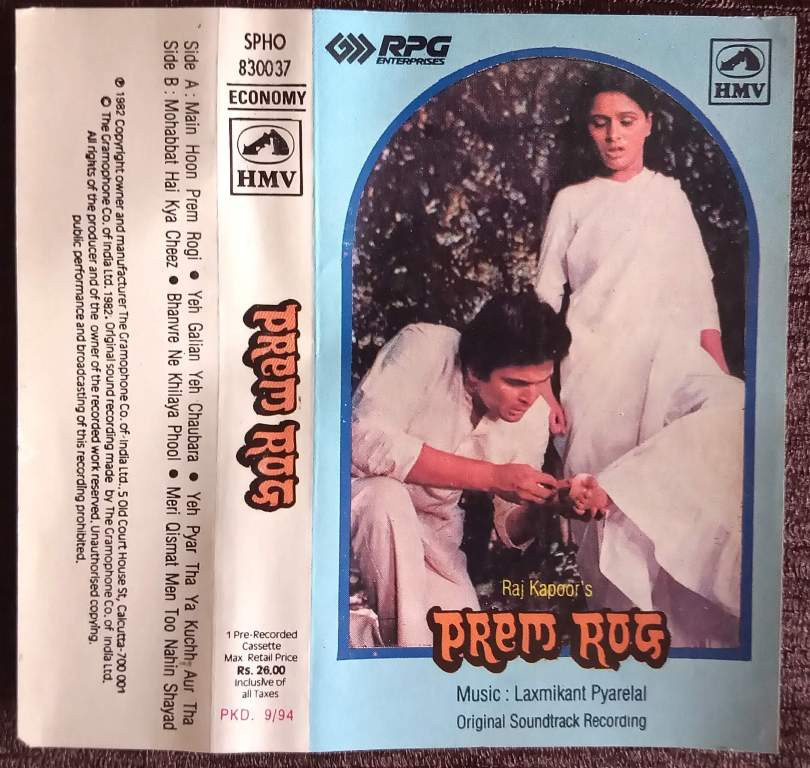 Side A : Main Hoon Prem Rogi ● Yeh Galian Yeh Chaubara ● Yeh Pyar Tha Ya Kuchh Aur Tha
Side B : Mohabbat Hai Kya Cheez ● Bhanvre Ne Khilaya Phool ● Meri Qismat Men Too Nahin Shayad
℗ 1982 Copyright owner and manufacturer The Gramophone Co. of India Ltd., 5 Old Court House St, Calcutta-700 001
© The Gramophone Co. of India Ltd. 1982. Original sound recording made by The Gramophone Co. of India Ltd.
All rights of the producer and of the owner of the recorded work reserved. Unauthorised copying,
public performance and broadcasting of this recording prohibited.
SPHO
830037
ECONOMY
HMV
PREM ROG
1 Pre-Recorded
Cassette
Max Retail Price
Rs. 26.00
Inclusive of
all Taxes
PKD. 9/94
RPG
ENTERPRISES
HMV
Raj Kapoor's
PREM ROG
Music : Laxmikant Pyarelal
Original Soundtrack Recording